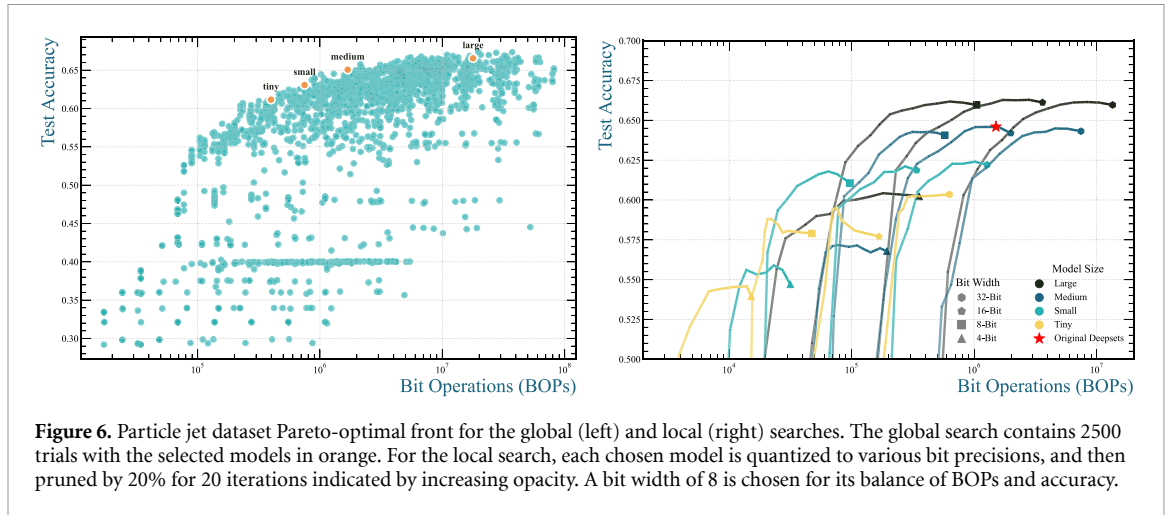 Test Accuracy
0.65
0.60
0.55
0.50
0.45
0.40
0.35
0.30
tiny
small
medium
large
10^5
10^6
10^7
10^8
Bit Operations (BOPs)
Test Accuracy
0.700
0.675
0.650
0.625
0.600
0.575
0.550
0.525
0.500
10^4
10^5
10^6
10^7
Bit Operations (BOPs)
Bit Width
32-Bit
16-Bit
8-Bit
4-Bit
Model Size
Large
Medium
Small
Tiny
Original Deepsets
Figure 6. Particle jet dataset Pareto-optimal front for the global (left) and local (right) searches. The global search contains 2500
trials with the selected models in orange. For the local search, each chosen model is quantized to various bit precisions, and then
pruned by 20% for 20 iterations indicated by increasing opacity. A bit width of 8 is chosen for its balance of BOPs and accuracy.